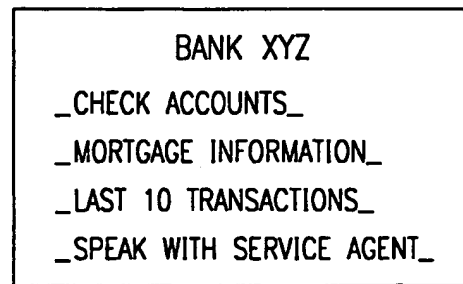 BANK XYZ
_CHECK ACCOUNTS_
_MORTGAGE INFORMATION_
_LAST 10 TRANSACTIONS_
_SPEAK WITH SERVICE AGENT_